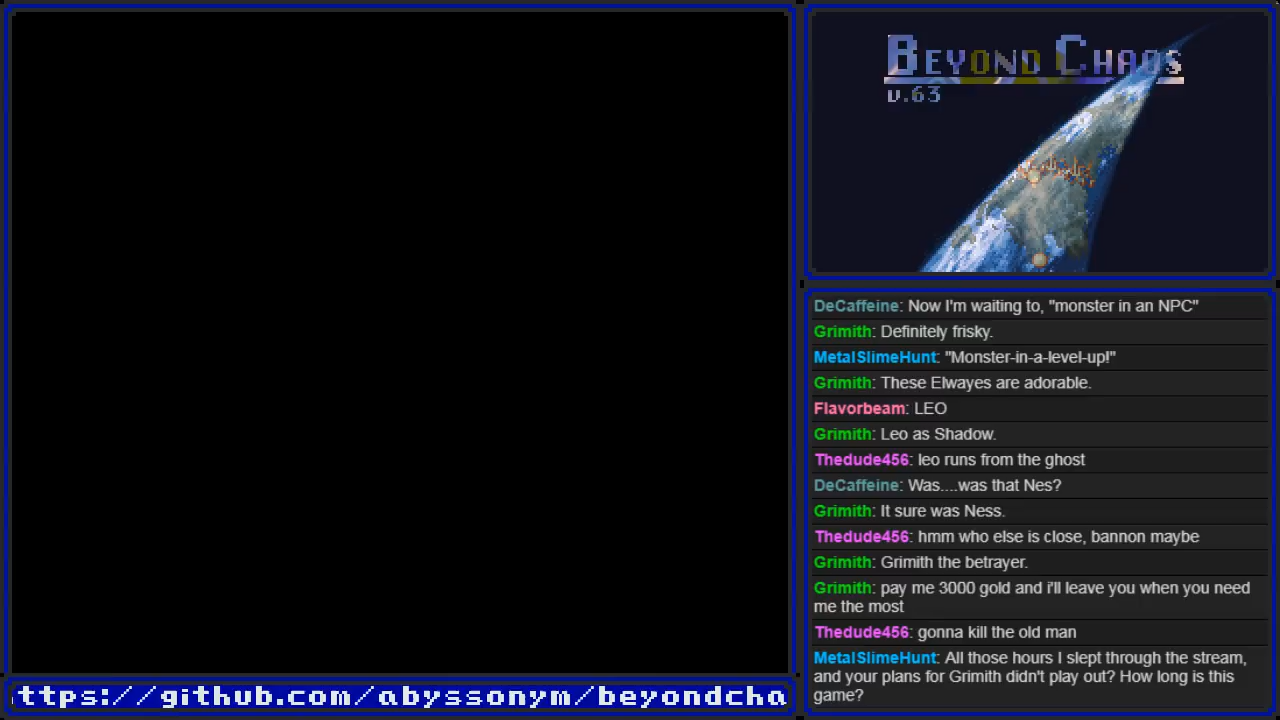 BEYOND CHAOS
v.63
DeCaffeine: Now I'm waiting to, "monster in an NPC"
Grimith: Definitely frisky.
MetalSlimeHunt: "Monster-in-a-level-up!"
Grimith: These Elwayes are adorable.
Flavorbeam: LEO
Grimith: Leo as Shadow.
Thedude456: leo runs from the ghost
DeCaffeine: Was....was that Nes?
Grimith: It sure was Ness.
Thedude456: hmm who else is close, bannon maybe
Grimith: Grimith the betrayer.
Grimith: pay me 3000 gold and i'll leave you when you need
me the most
Thedude456: gonna kill the old man
MetalSlimeHunt: All those hours I slept through the stream,
and your plans for Grimith didn't play out? How long is this
game?
ttps://github.com/abyssonym/beyondcha